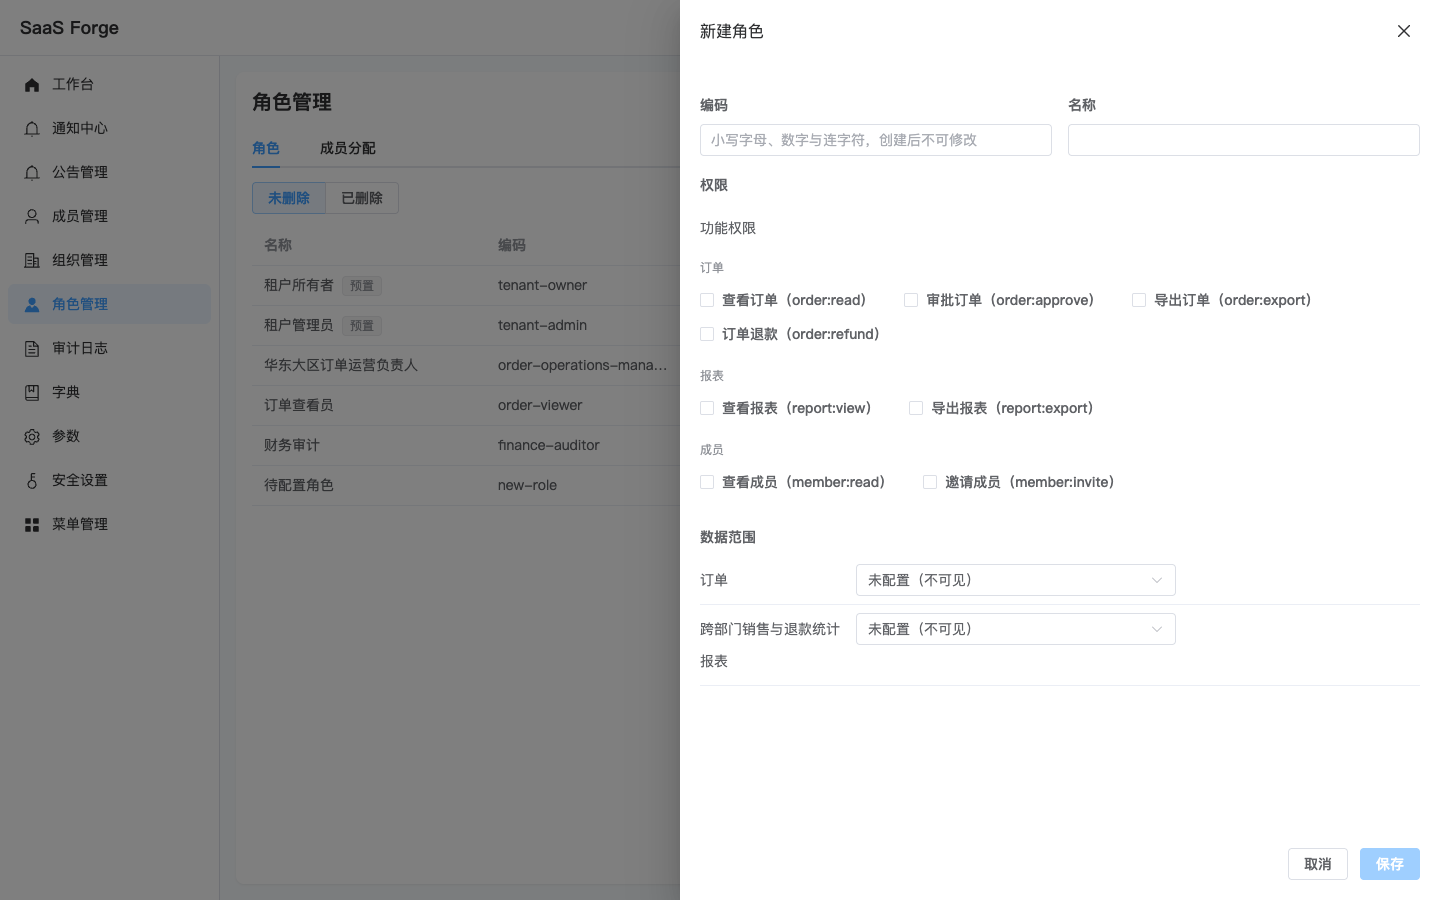 SaaS Forge
工作台
通知中心
公告管理
成员管理
组织管理
角色管理
审计日志
字典
参数
安全设置
菜单管理
角色管理
角色
成员分配
未删除
已删除
名称
编码
租户所有者 预置
tenant-owner
租户管理员 预置
tenant-admin
华东大区订单运营负责人
order-operations-mana...
订单查看员
order-viewer
财务审计
finance-auditor
待配置角色
new-role
新建角色
编码
名称
小写字母、数字与连字符，创建后不可修改
权限
功能权限
订单
查看订单（order:read）
审批订单（order:approve）
导出订单（order:export）
订单退款（order:refund）
报表
查看报表（report:view）
导出报表（report:export）
成员
查看成员（member:read）
邀请成员（member:invite）
数据范围
订单
未配置（不可见）
跨部门销售与退款统计
报表
未配置（不可见）
取消
保存